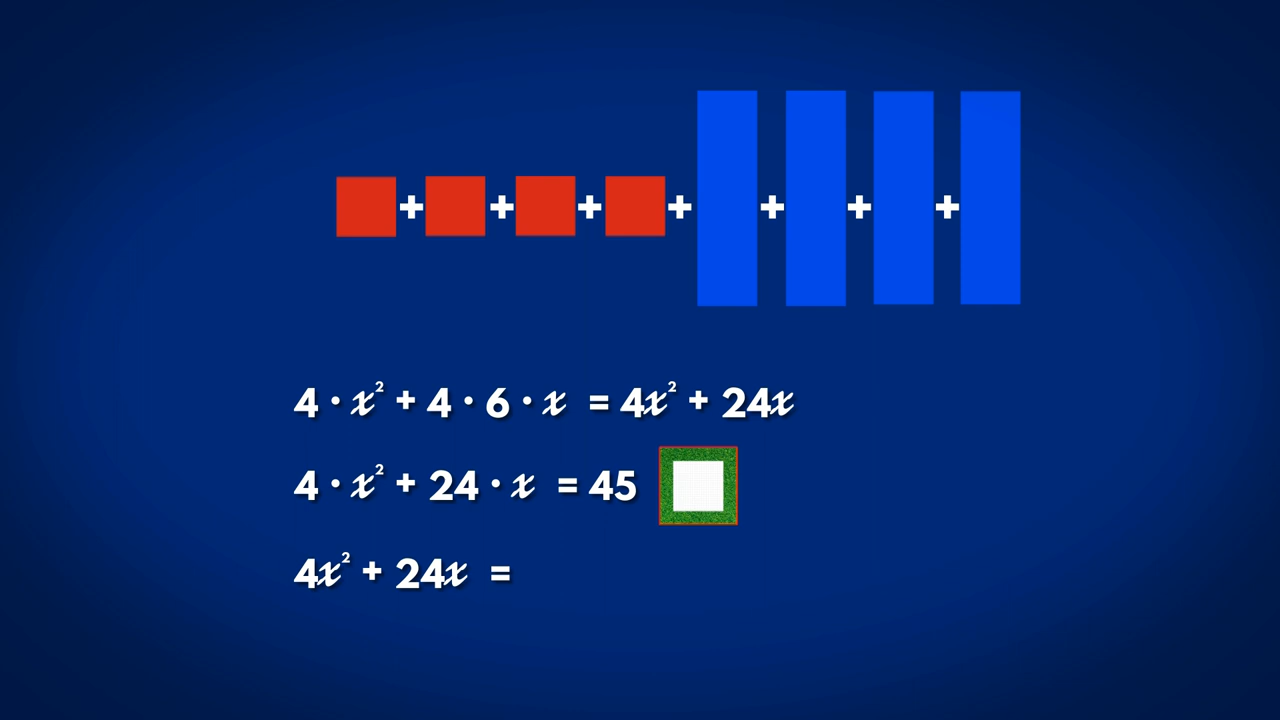 + + + + + + +
4 · x² + 4 · 6 · x = 4x² + 24x
4 · x² + 24 · x = 45
4x² + 24x =